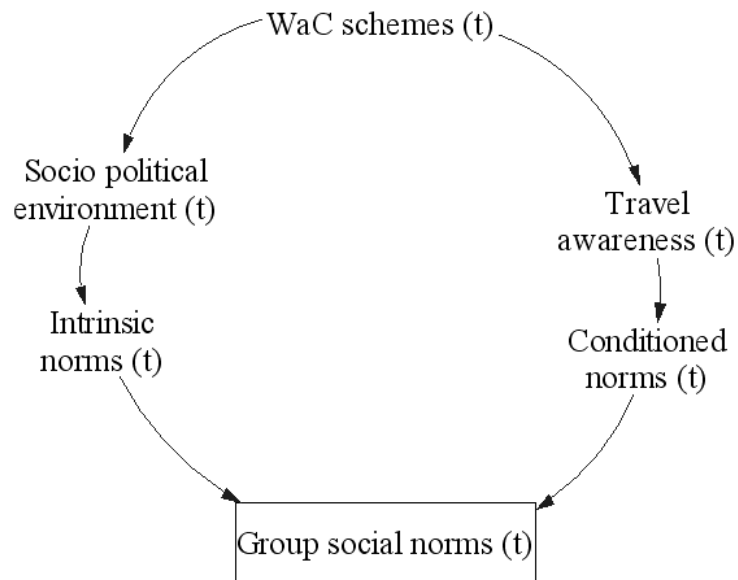 WaC schemes (t)
Socio political
environment (t)
Travel
awareness (t)
Intrinsic
norms (t)
Conditioned
norms (t)
Group social norms (t)